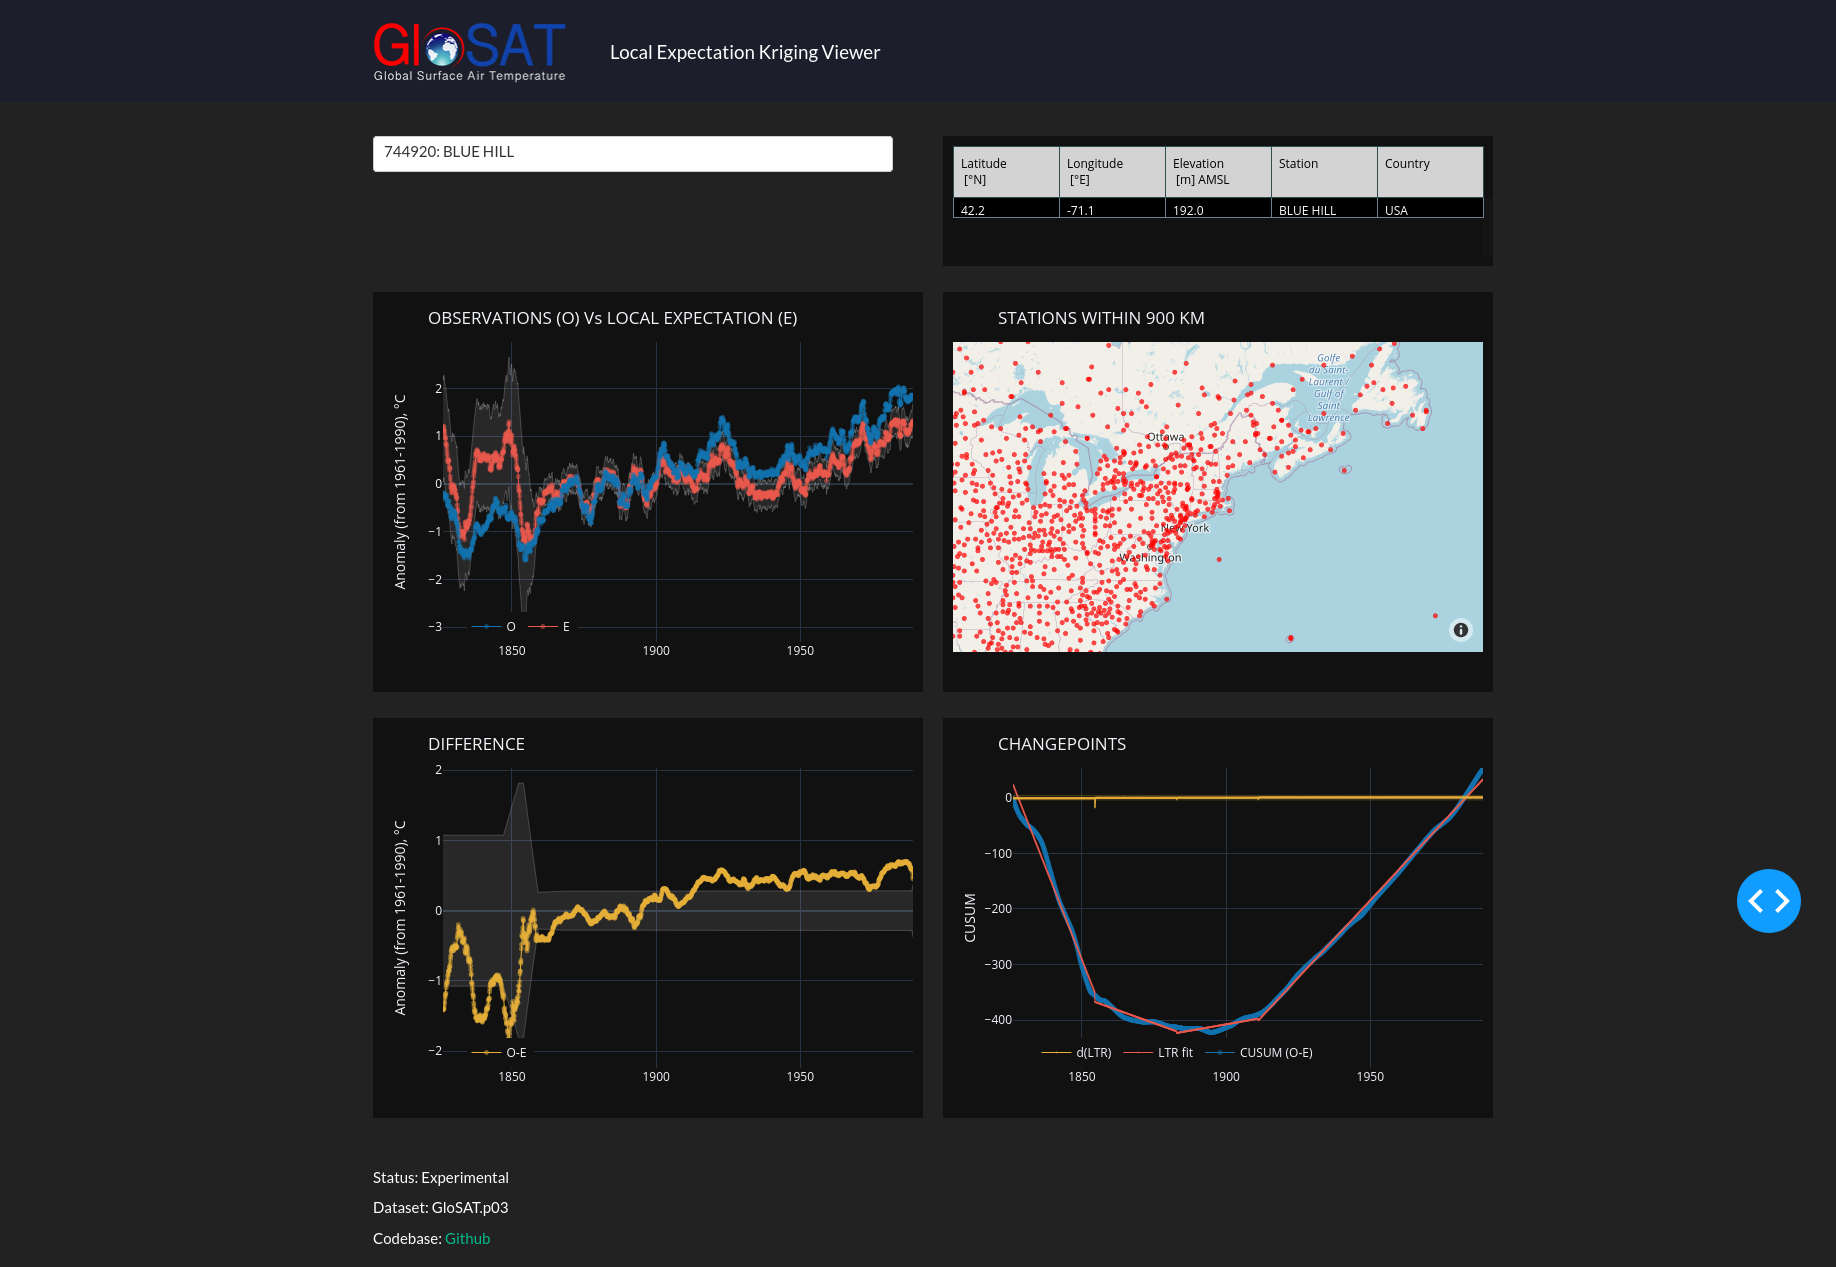 GloSAT
Global Surface Air Temperature
Local Expectation Kriging Viewer
744920: BLUE HILL
Latitude [°N] Longitude [°E] Elevation [m] AMSL Station Country
42.2 -71.1 192.0 BLUE HILL USA
OBSERVATIONS (O) Vs LOCAL EXPECTATION (E)
Anomaly (from 1961-1990), °C
2
1
0
−1
−2
−3
O E
1850 1900 1950
STATIONS WITHIN 900 KM
Golfe
du Saint-
Laurent /
Gulf of
Saint
Lawrence
Ottawa
New York
Washington
DIFFERENCE
Anomaly (from 1961-1990), °C
2
1
0
−1
−2
O-E
1850 1900 1950
CHANGEPOINTS
CUSUM
0
−100
−200
−300
−400
d(LTR) LTR fit CUSUM (O-E)
1850 1900 1950
Status: Experimental
Dataset: GloSAT.p03
Codebase: Github